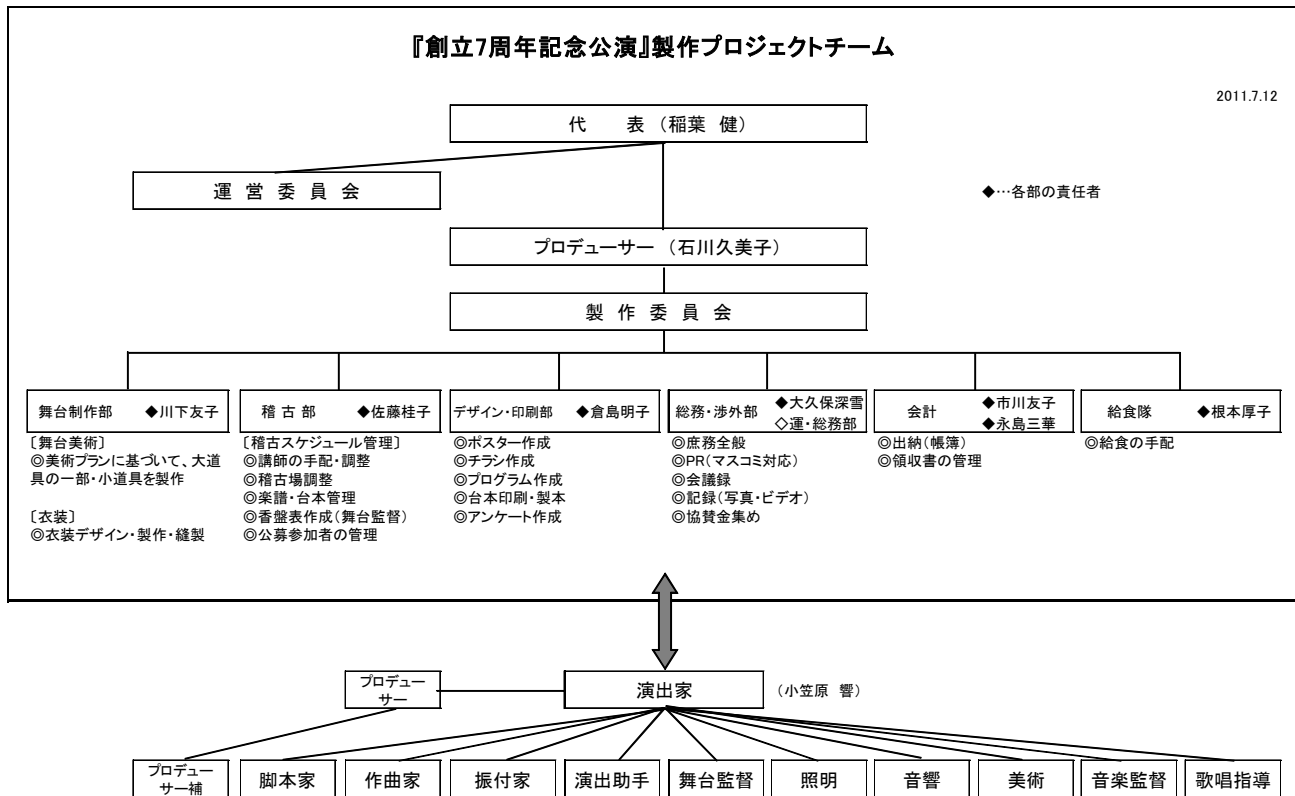 『創立7周年記念公演』製作プロジェクトチーム
2011.7.12
代　　表 （稲葉　健）
運 営 委 員 会
◆…各部の責任者
プロデューサー （石川久美子）
製 作 委 員 会
舞台制作部　◆川下友子
〔舞台美術〕
◎美術プランに基づいて、大道
具の一部・小道具を製作
〔衣装〕
◎衣装デザイン・製作・縫製
稽 古 部　◆佐藤桂子
〔稽古スケジュール管理〕
◎講師の手配・調整
◎稽古場調整
◎楽譜・台本管理
◎香盤表作成（舞台監督）
◎公募参加者の管理
デザイン・印刷部　◆倉島明子
◎ポスター作成
◎チラシ作成
◎プログラム作成
◎台本印刷・製本
◎アンケート作成
総務・渉外部
◆大久保深雪
◇運・総務部
◎庶務全般
◎PR（マスコミ対応）
◎会議録
◎記録（写真・ビデオ）
◎協賛金集め
会計
◆市川友子
◆永島三華
◎出納（帳簿）
◎領収書の管理
給食隊　◆根本厚子
◎給食の手配
プロデュー
サー
演出家
（小笠原　響）
プロデュー
サー補
脚本家
作曲家
振付家
演出助手
舞台監督
照明
音響
美術
音楽監督
歌唱指導